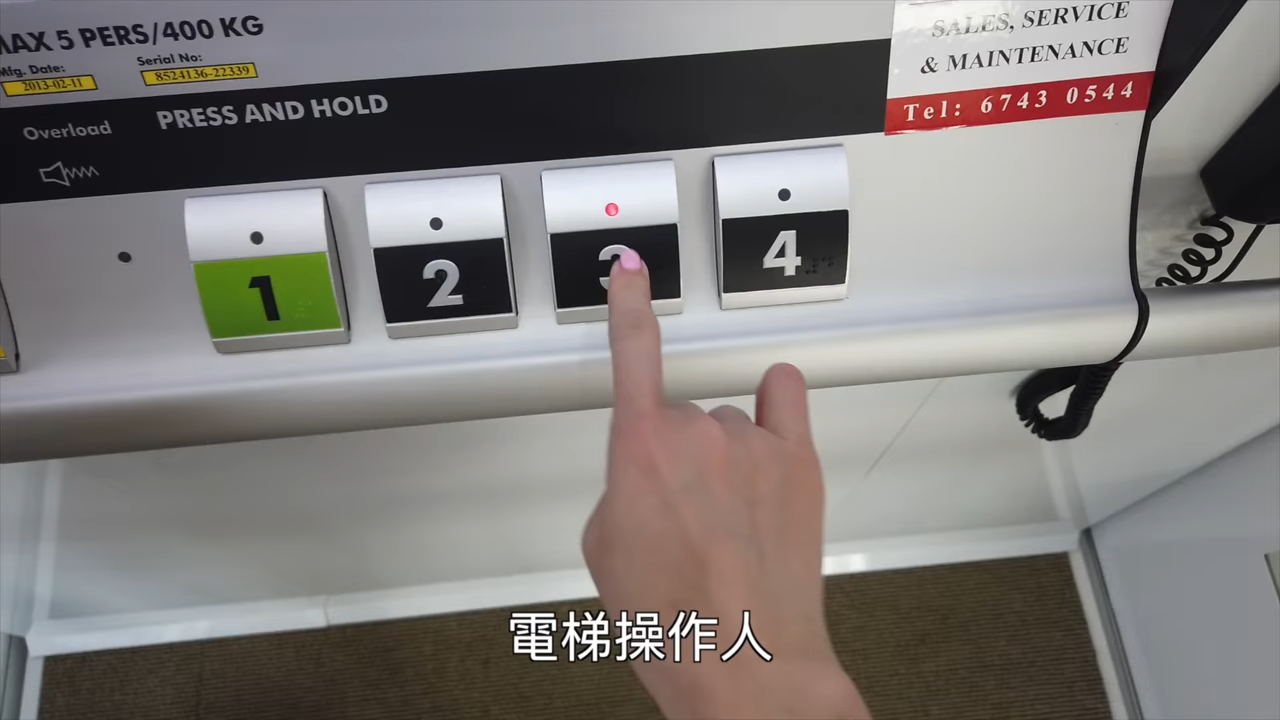 MAX 5 PERS/400 KG
Mfg. Date:
2013-02-11
Serial No:
8524136-22339
Overload
PRESS AND HOLD
SALES, SERVICE
& MAINTENANCE
Tel: 6743 0544
1
2
3
4
電梯操作人